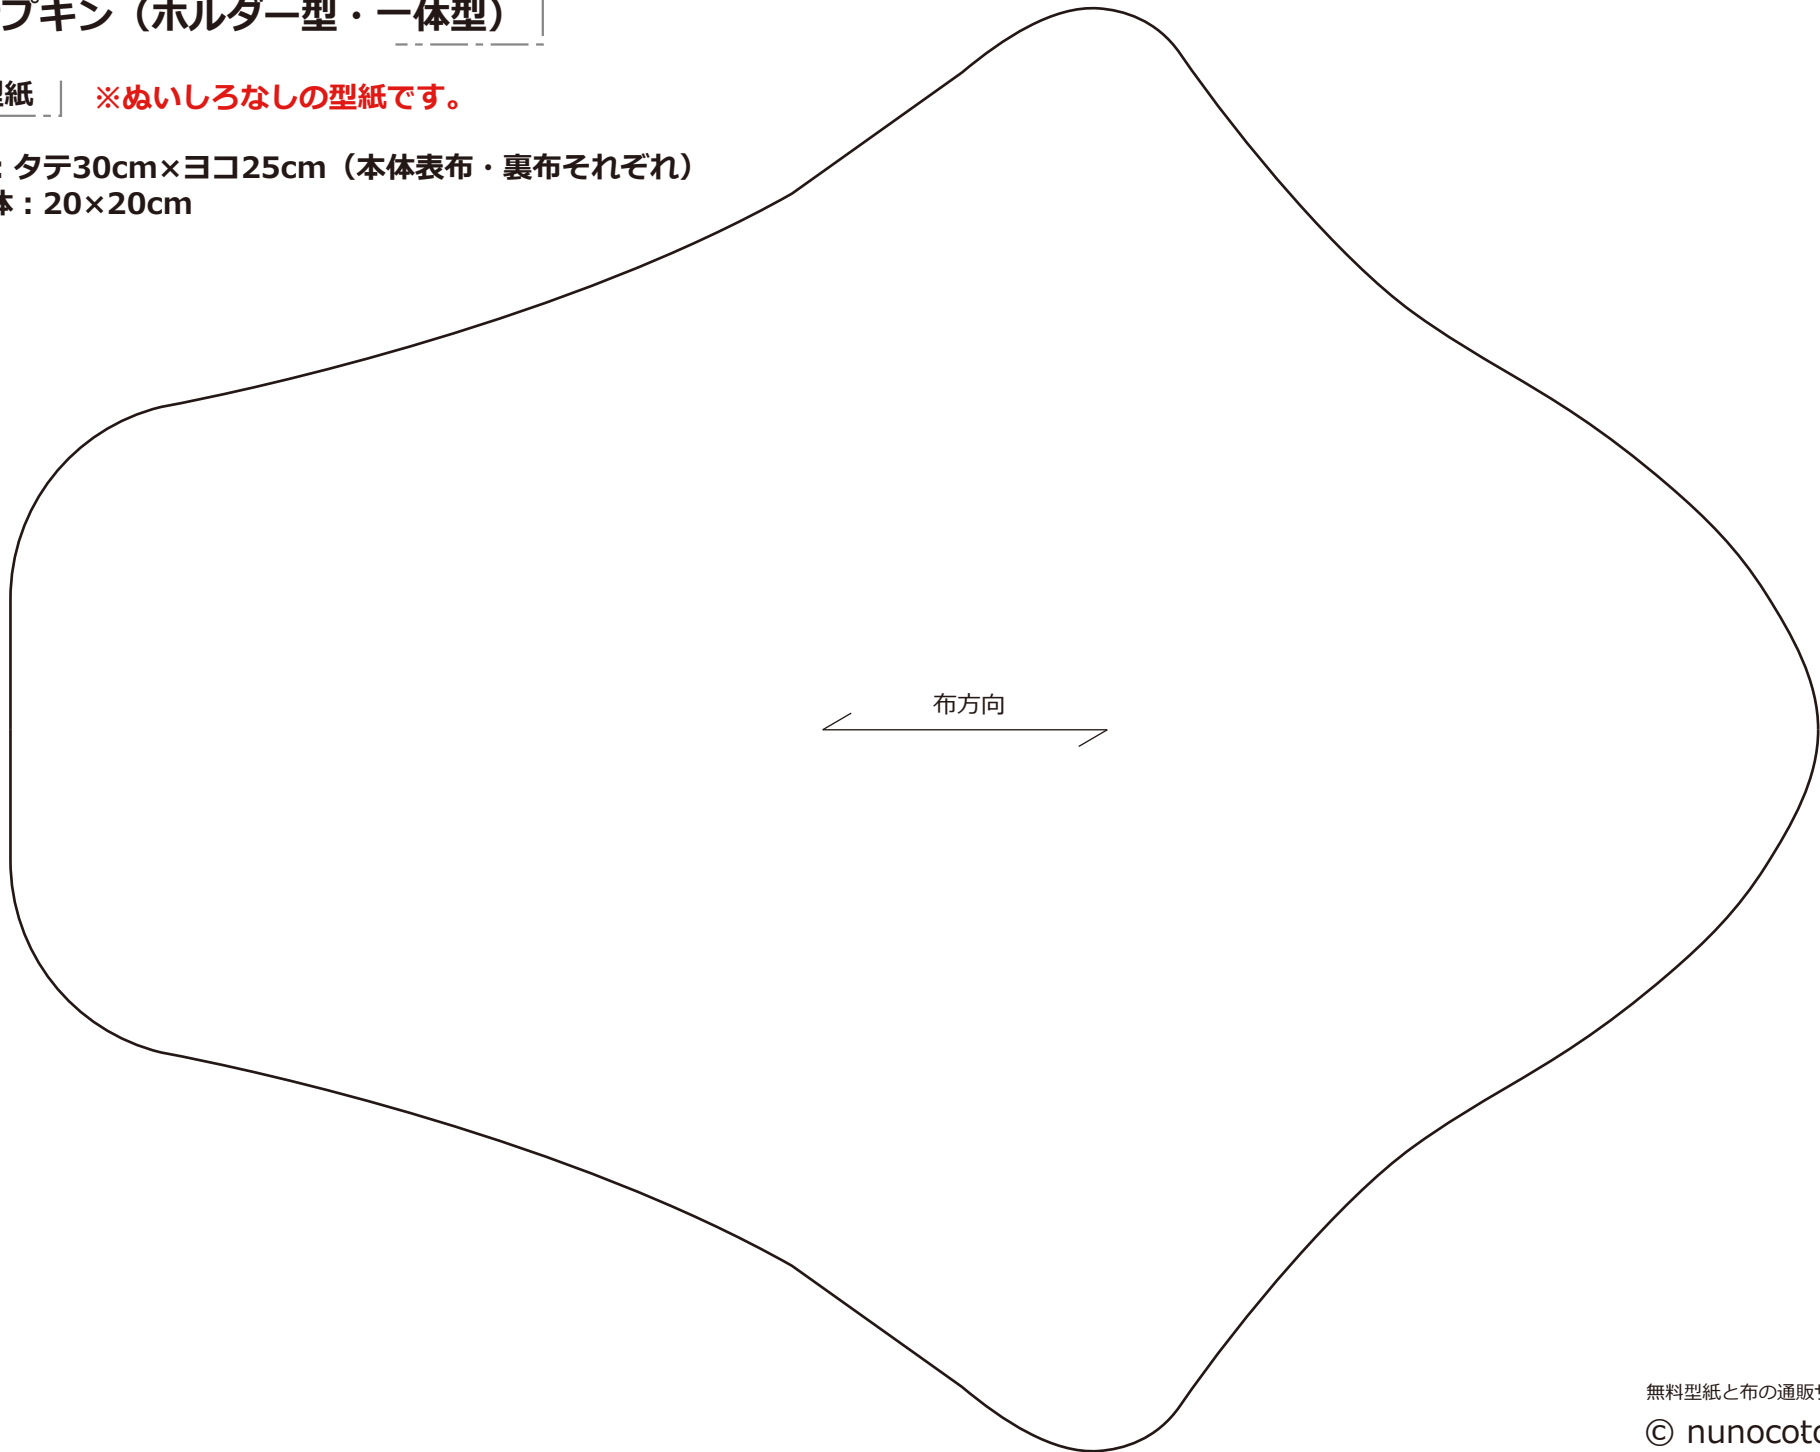 プキン（ホルダー型・一体型）
型紙 ※ぬいしろなしの型紙です。
：タテ30cm×ヨコ25cm（本体表布・裏布それぞれ）
体：20×20cm
布方向
無料型紙と布の通販サ
© nunocoto